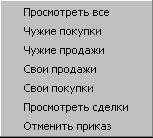 Просмотреть все
Чужие покупки
Чужие продажи
Свои продажи
Свои покупки
Просмотреть сделки
Отменить приказ